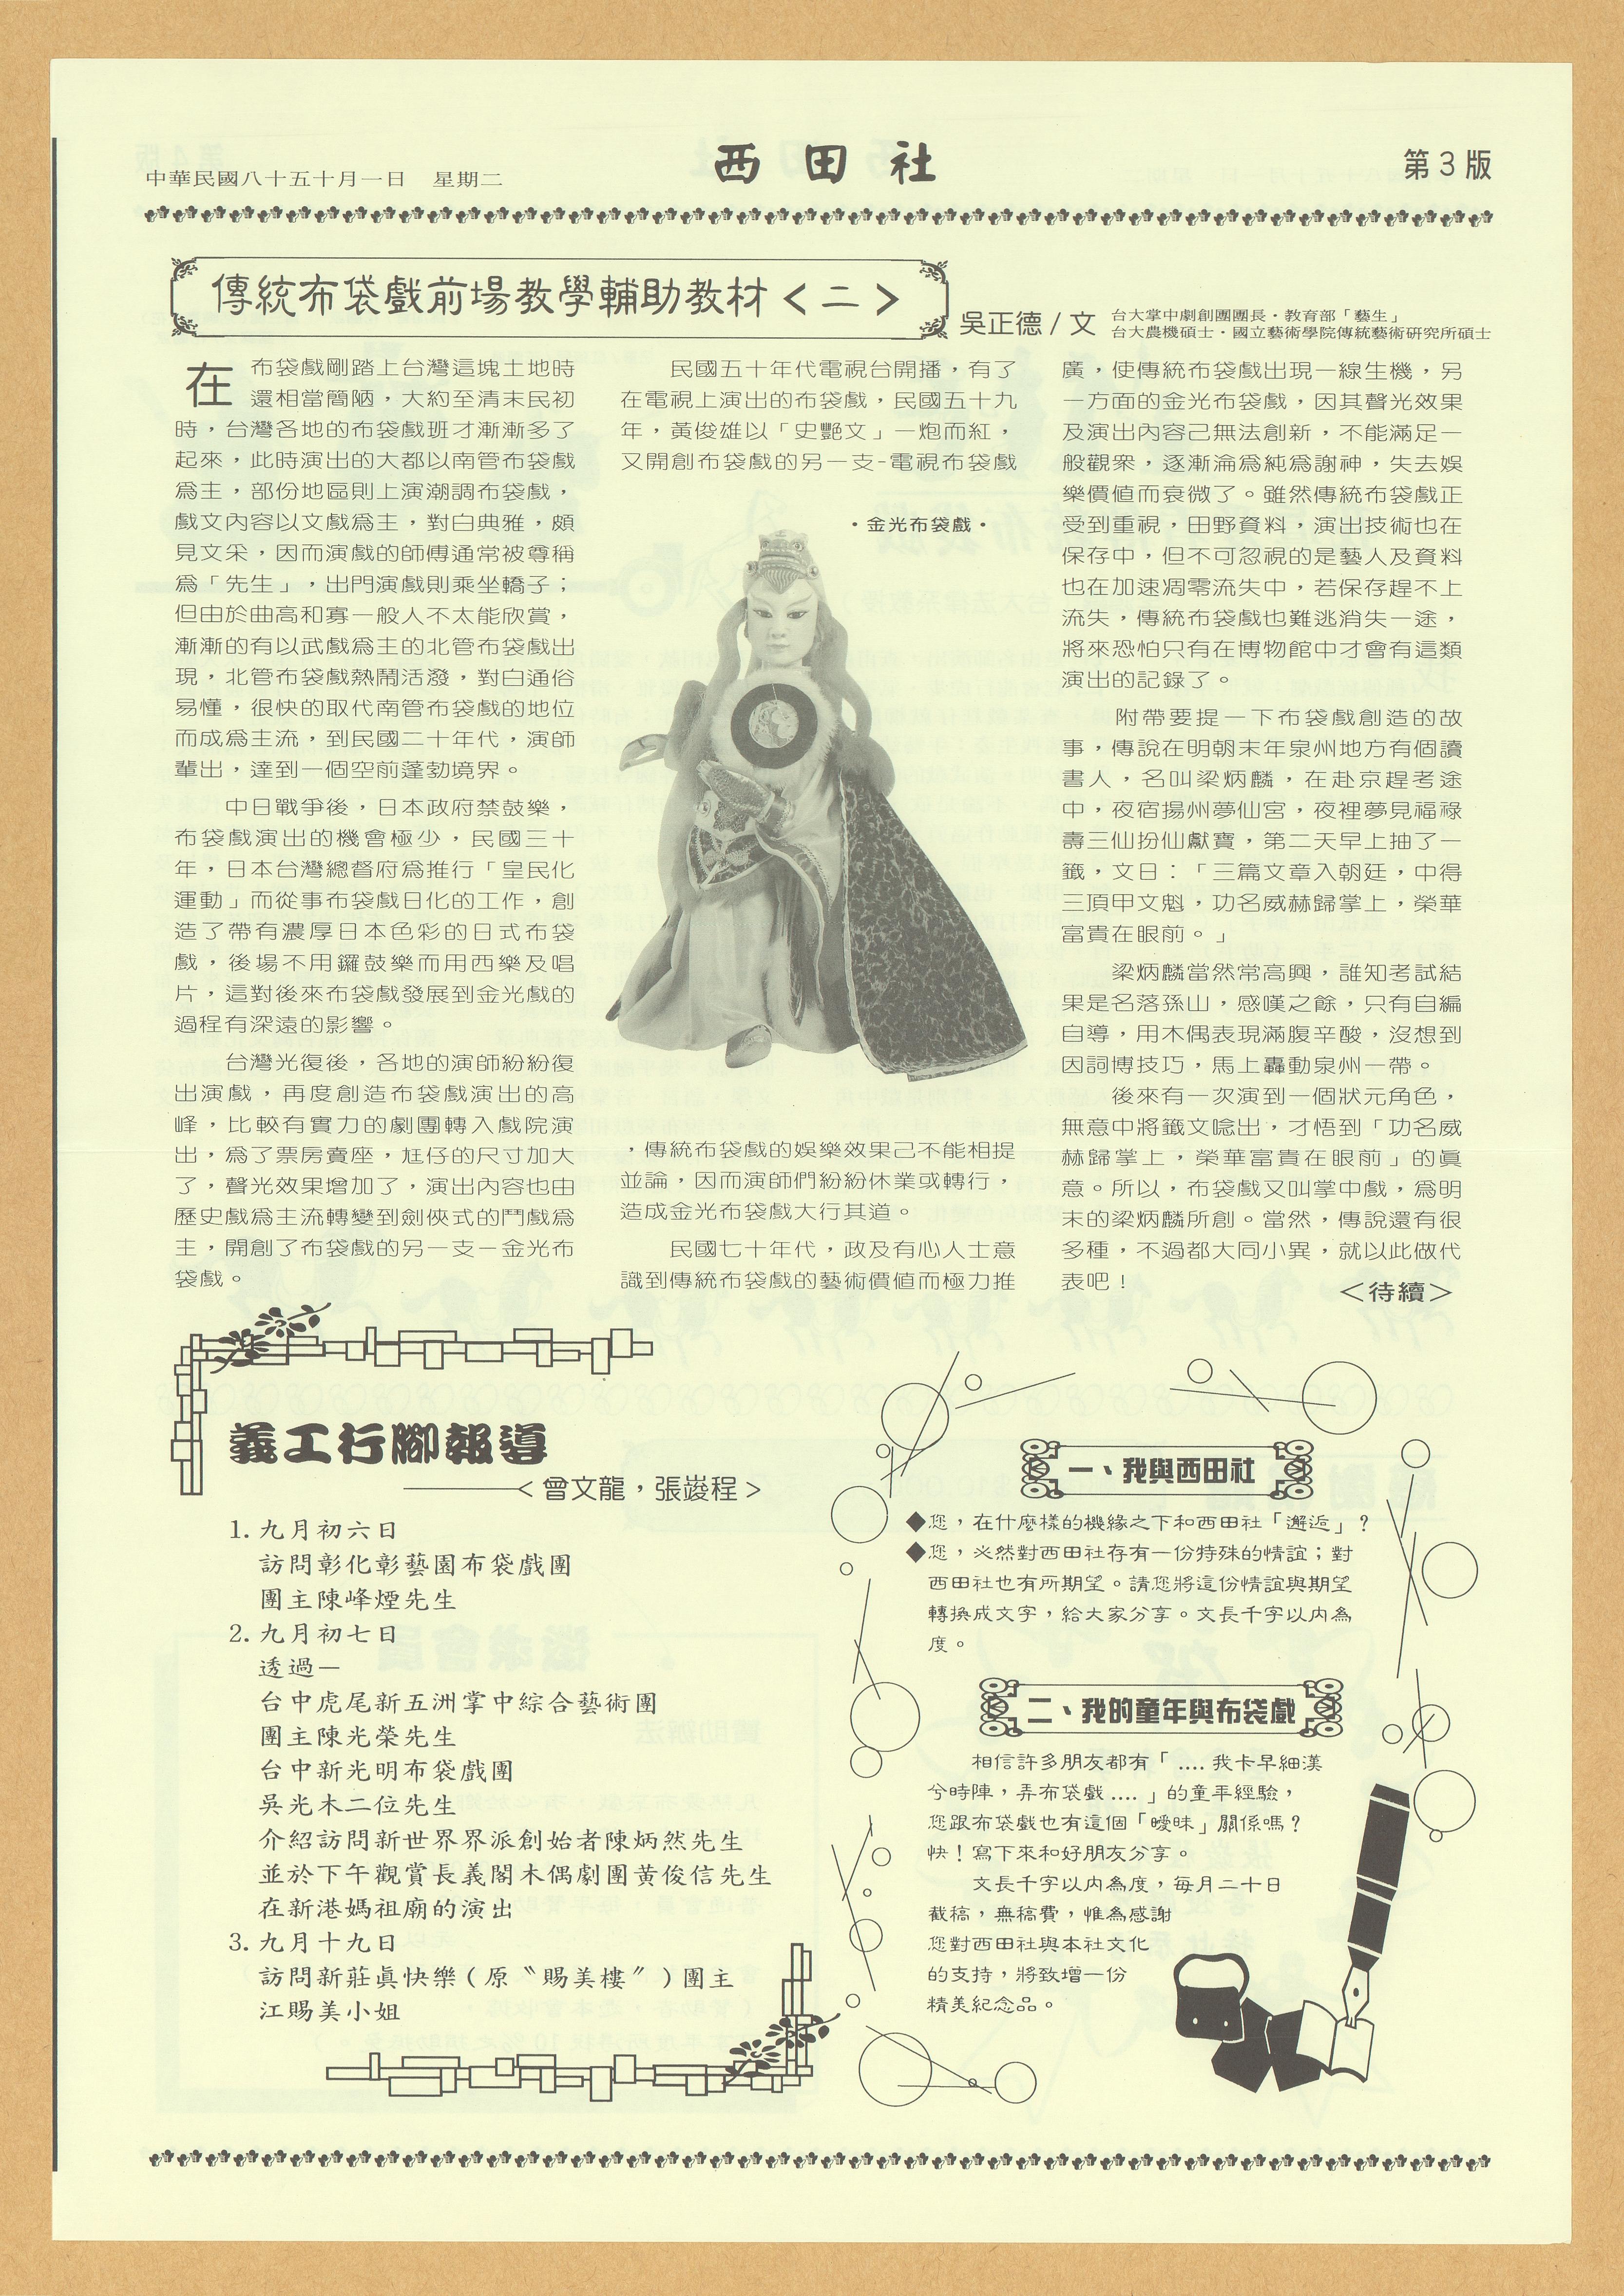 中華民國八十五十月一日　星期二
西田社
第3版
傳統布袋戲前場教學輔助教材＜二＞
吳正德/文
台大掌中劇創團團長・教育部「藝生」
台大農機碩士・國立藝術學院傳統藝術研究所碩士
在布袋戲剛踏上台灣這塊土地時
還相當簡陋，大約至清末民初
時，台灣各地的布袋戲班才漸漸多了
起來，此時演出的大都以南管布袋戲
為主，部份地區則上演潮調布袋戲，
戲文內容以文戲為主，對白典雅，頗
見文采，因而演戲的師傅通常被尊稱
為「先生」，出門演戲則乘坐轎子；
但由於曲高和寡一般人不太能欣賞，
漸漸的有以武戲為主的北管布袋戲出
現，北管布袋戲熱鬧活潑，對白通俗
易懂，很快的取代南管布袋戲的地位
而成為主流，到民國二十年代，演師
輩出，達到一個空前蓬勃境界。
中日戰爭後，日本政府禁鼓樂，
布袋戲演出的機會極少，民國三十
年，日本台灣總督府為推行「皇民化
運動」而從事布袋戲日化的工作，創
造了帶有濃厚日本色彩的日式布袋
戲，後場不用鑼鼓樂而用西樂及唱
片，這對後來布袋戲發展到金光戲的
過程有深遠的影響。
台灣光復後，各地的演師紛紛復
出演戲，再度創造布袋戲演出的高
峰，比較有實力的劇團轉入戲院演
出，為了票房賣座，尪仔的尺寸加大
了，聲光效果增加了，演出內容也由
歷史戲為主流轉變到劍俠式的鬥戲為
主，開創了布袋戲的另一支－金光布
袋戲。
民國五十年代電視台開播，有了
在電視上演出的布袋戲，民國五十九
年，黃俊雄以「史艷文」一炮而紅，
又開創布袋戲的另一支-電視布袋戲
・金光布袋戲・
，傳統布袋戲的娛樂效果己不能相提
並論，因而演師們紛紛休業或轉行，
造成金光布袋戲大行其道。
民國七十年代，政及有心人士意
識到傳統布袋戲的藝術價值而極力推
廣，使傳統布袋戲出現一線生機，另
一方面的金光布袋戲，因其聲光效果
及演出內容己無法創新，不能滿足一
般觀眾，逐漸淪為純為謝神，失去娛
樂價值而衰微了。雖然傳統布袋戲正
受到重視，田野資料，演出技術也在
保存中，但不可忽視的是藝人及資料
也在加速凋零流失中，若保存趕不上
流失，傳統布袋戲也難逃消失一途，
將來恐怕只有在博物館中才會有這類
演出的記錄了。
附帶要提一下布袋戲創造的故
事，傳說在明朝末年泉州地方有個讀
書人，名叫梁炳麟，在赴京趕考途
中，夜宿揚州夢仙宮，夜裡夢見福祿
壽三仙扮仙獻寶，第二天早上抽了一
籤，文曰：「三篇文章入朝廷，中得
三頂甲文魁，功名威赫歸掌上，榮華
富貴在眼前。」
梁炳麟當然常高興，誰知考試結
果是名落孫山，感嘆之餘，只有自編
自導，用木偶表現滿腹辛酸，沒想到
因詞博技巧，馬上轟動泉州一帶。
後來有一次演到一個狀元角色，
無意中將籤文唸出，才悟到「功名威
赫歸掌上，榮華富貴在眼前」的真
意。所以，布袋戲又叫掌中戲，為明
末的梁炳麟所創。當然，傳說還有很
多種，不過都大同小異，就以此做代
表吧！
＜待續＞
義工行腳報導
————＜曾文龍，張峻程＞
1.九月初六日
訪問彰化彰藝園布袋戲團
團主陳峰煙先生
2.九月初七日
透過－
台中虎尾新五洲掌中綜合藝術團
團主陳光榮先生
台中新光明布袋戲團
吳光木二位先生
介紹訪問新世界界派創始者陳炳然先生
並於下午觀賞長義閣木偶劇團黃俊信先生
在新港媽祖廟的演出
3.九月十九日
訪問新莊真快樂(原〝賜美樓〞)團主
江賜美小姐
一、我與西田社
◆您，在什麼樣的機緣之下和西田社「邂逅」？
◆您，必然對西田社存有一份特殊的情誼；對
西田社也有所期望。請您將這份情誼與期望
轉換成文字，給大家分享。文長千字以內為
度。
二、我的童年與布袋戲
相信許多朋友都有「....我卡早細漢
兮時陣，弄布袋戲....」的童年經驗，
您跟布袋戲也有這個「曖昧」關係嗎？
快！寫下來和好朋友分享。
文長千字以內為度，每月二十日
截稿，無稿費，惟為感謝
您對西田社與本社文化
的支持，將致增一份
精美紀念品。